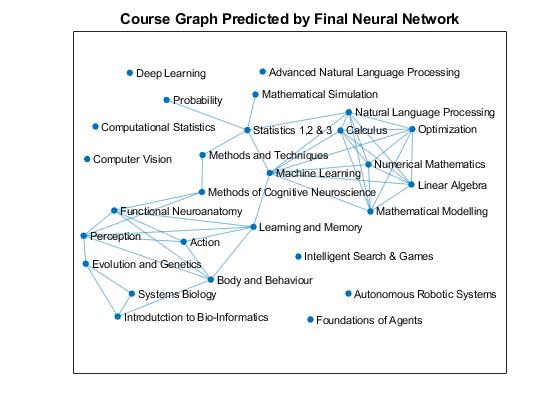 Course Graph Predicted by Final Neural Network
Deep Learning
Advanced Natural Language Processing
Probability
Mathematical Simulation
Natural Language Processing
Computational Statistics
Statistics 1,2 & 3
Calculus
Optimization
Computer Vision
Methods and Techniques
Numerical Mathematics
Machine Learning
Linear Algebra
Methods of Cognitive Neuroscience
Functional Neuroanatomy
Mathematical Modelling
Perception
Action
Learning and Memory
Intelligent Search & Games
Evolution and Genetics
Body and Behaviour
Systems Biology
Autonomous Robotic Systems
Introdutction to Bio-Informatics
Foundations of Agents